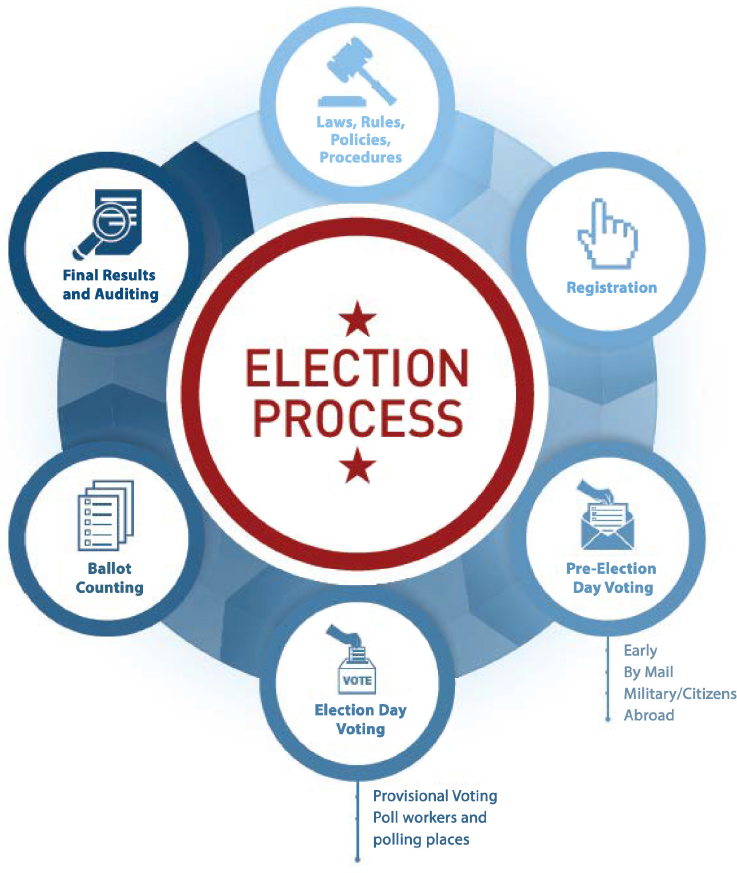 Laws, Rules,
Policies,
Procedures
Registration
Pre-Election
Day Voting
Early
By Mail
Military/Citizens
Abroad
VOTE
Election Day
Voting
Provisional Voting
Poll workers and
polling places
Ballot
Counting
Final Results
and Auditing
ELECTION
PROCESS